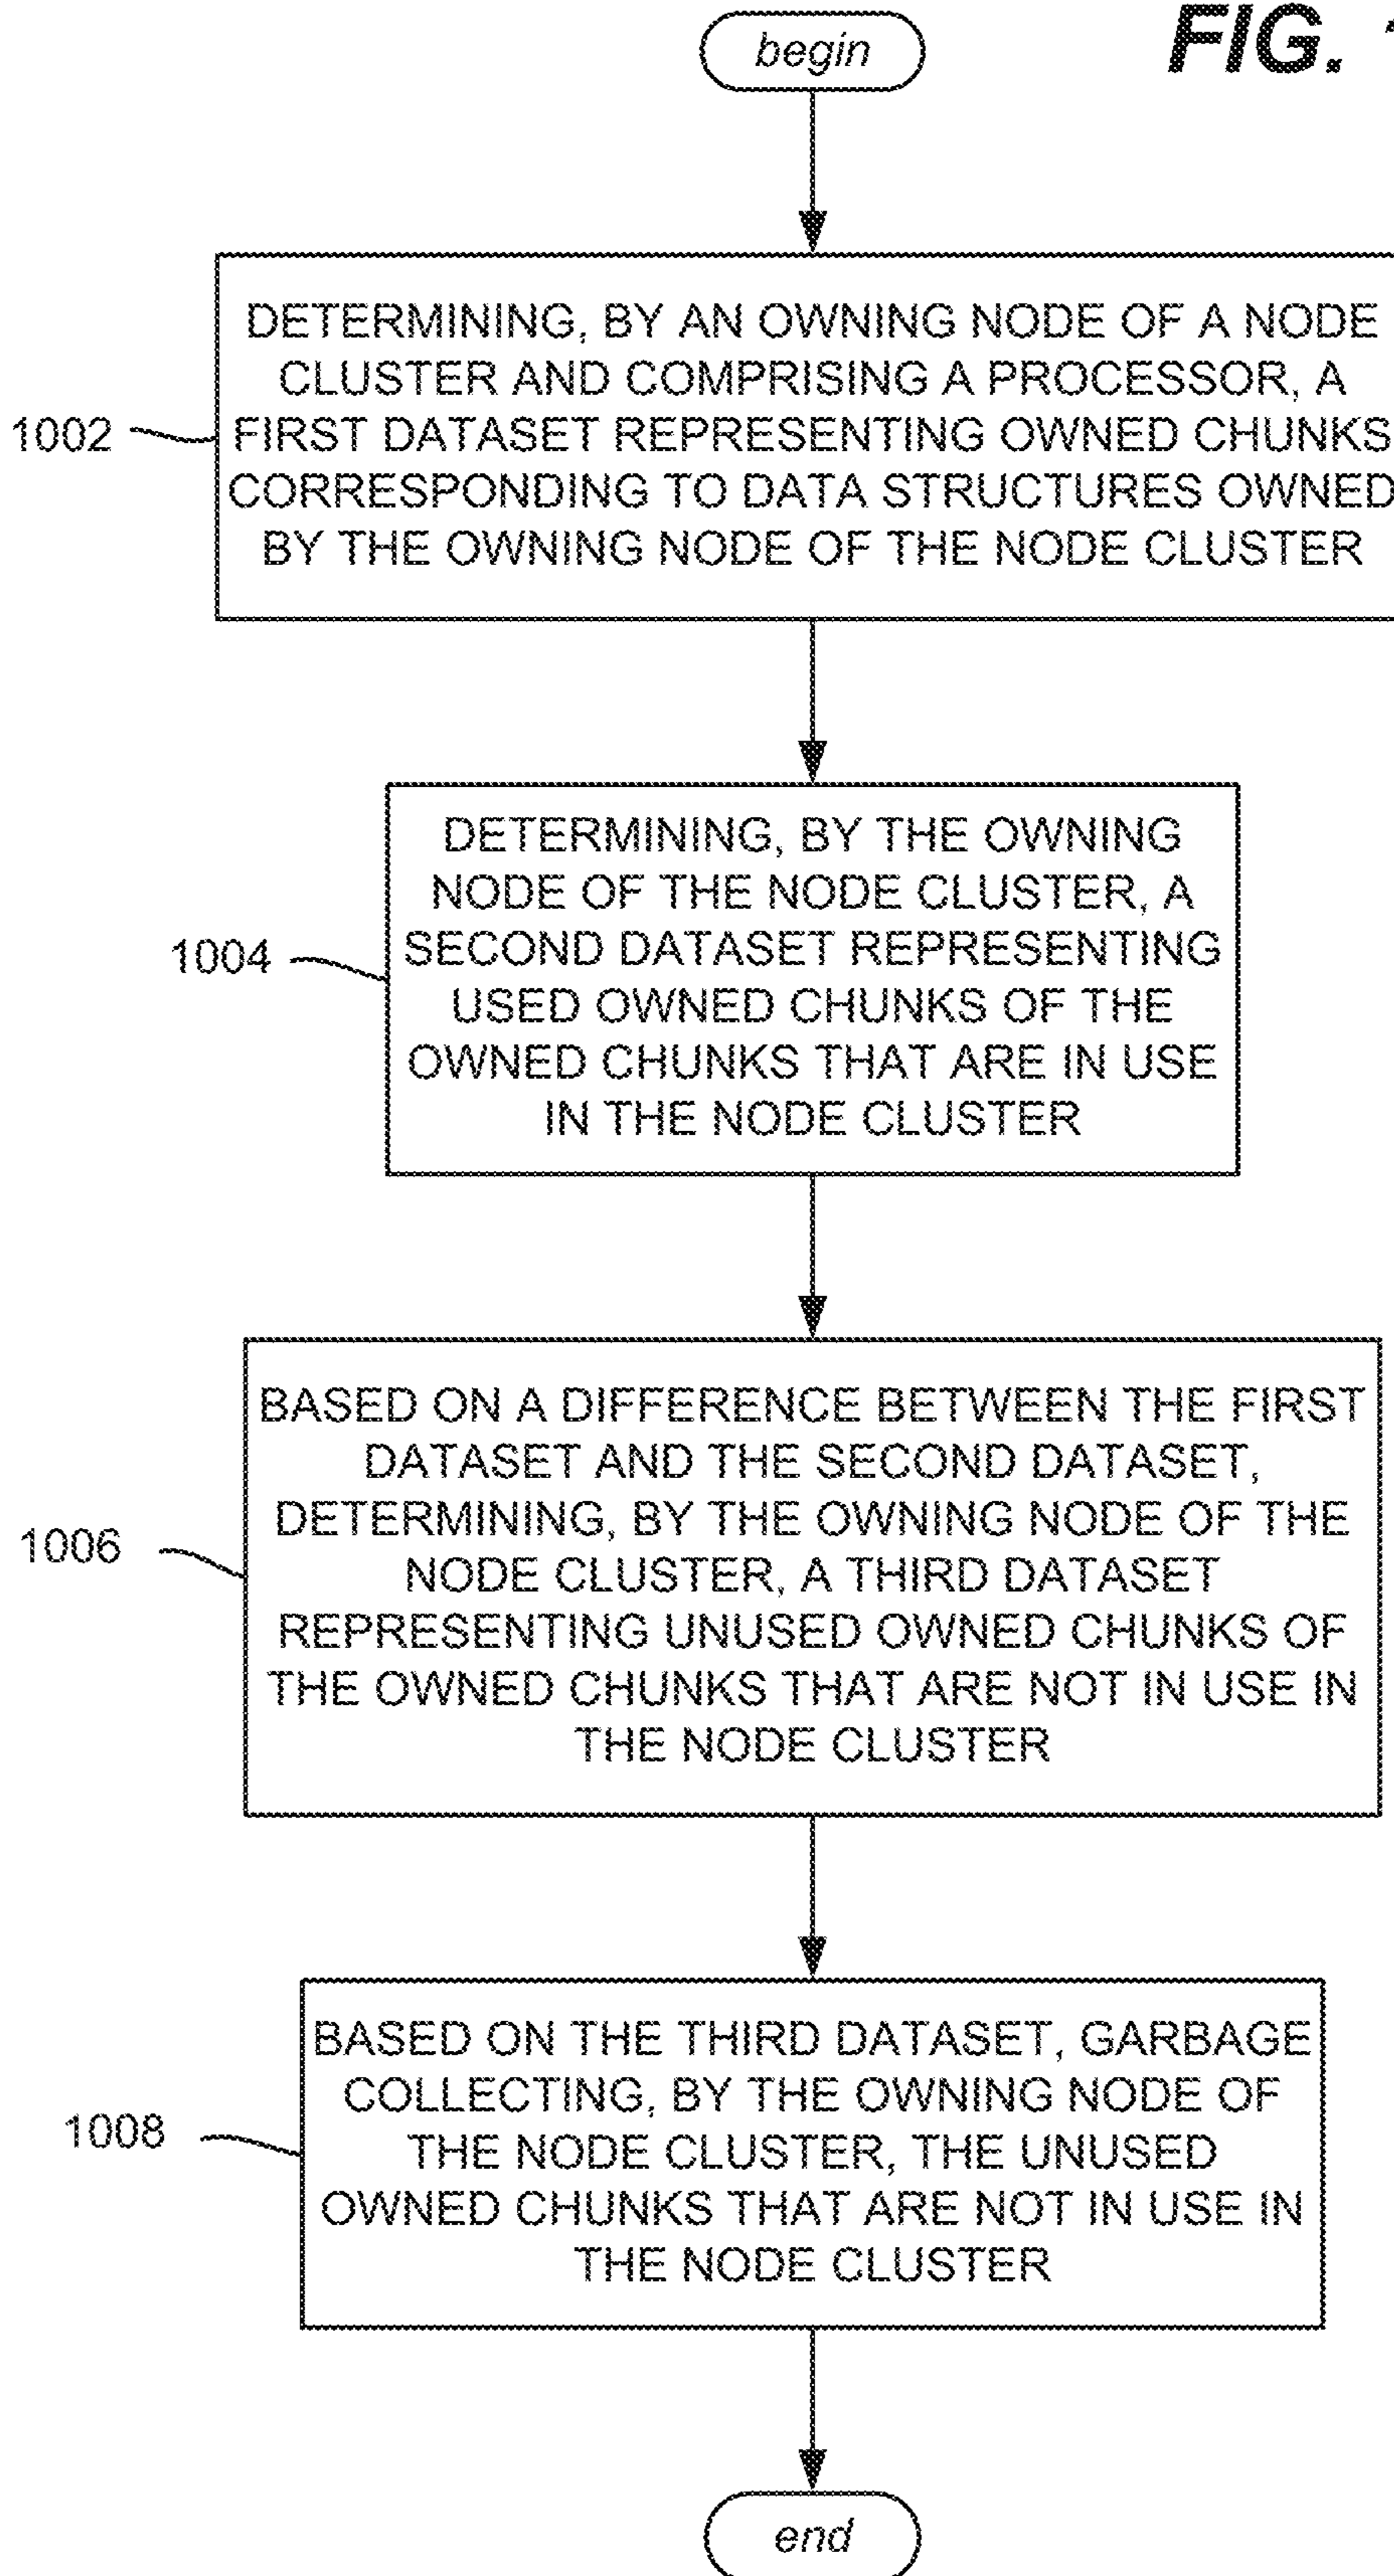 begin
FIG.
DETERMINING, BY AN OWNING NODE OF A NODE
CLUSTER AND COMPRISING A PROCESSOR, A
FIRST DATASET REPRESENTING OWNED CHUNKS
CORRESPONDING TO DATA STRUCTURES OWNED
BY THE OWNING NODE OF THE NODE CLUSTER
1002
DETERMINING, BY THE OWNING
NODE OF THE NODE CLUSTER, A
SECOND DATASET REPRESENTING
USED OWNED CHUNKS OF THE
OWNED CHUNKS THAT ARE IN USE
IN THE NODE CLUSTER
1004
BASED ON A DIFFERENCE BETWEEN THE FIRST
DATASET AND THE SECOND DATASET,
DETERMINING, BY THE OWNING NODE OF THE
NODE CLUSTER, A THIRD DATASET
REPRESENTING UNUSED OWNED CHUNKS OF
THE OWNED CHUNKS THAT ARE NOT IN USE IN
THE NODE CLUSTER
1006
BASED ON THE THIRD DATASET, GARBAGE
COLLECTING, BY THE OWNING NODE OF
THE NODE CLUSTER, THE UNUSED
OWNED CHUNKS THAT ARE NOT IN USE IN
THE NODE CLUSTER
1008
end